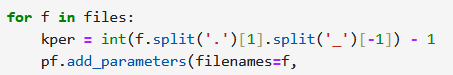 for f in files:
    kper = int(f.split('.')[1].split('_')[-1]) - 1
    pf.add_parameters(filenames=f,